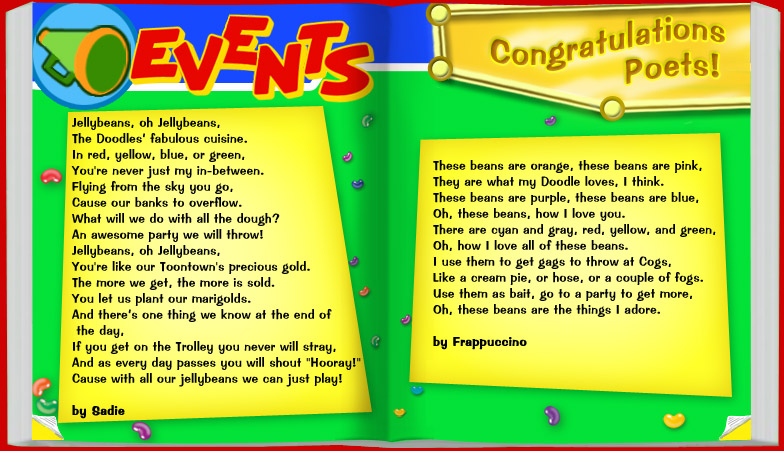 EVENTS
Jellybeans, oh Jellybeans,
The Doodles' fabulous cuisine.
In red, yellow, blue, or green,
You're never just my in-between.
Flying from the sky you go,
Cause our banks to overflow.
What will we do with all the dough?
An awesome party we will throw!
Jellybeans, oh Jellybeans,
You're like our Toontown's precious gold.
The more we get, the more is sold.
You let us plant our marigolds.
And there's one thing we know at the end of
the day,
If you get on the Trolley you never will stray,
And as every day passes you will shout "Hooray!"
Cause with all our jellybeans we can just play!
by Sadie
Congratulations
Poets!
These beans are orange, these beans are pink,
They are what my Doodle loves, I think.
These beans are purple, these beans are blue,
Oh, these beans, how I love you.
There are cyan and gray, red, yellow, and green,
Oh, how I love all of these beans.
I use them to get gags to throw at Cogs,
Like a cream pie, or hose, or a couple of fogs.
Use them as bait, go to a party to get more,
Oh, these beans are the things I adore.
by Frappuccino